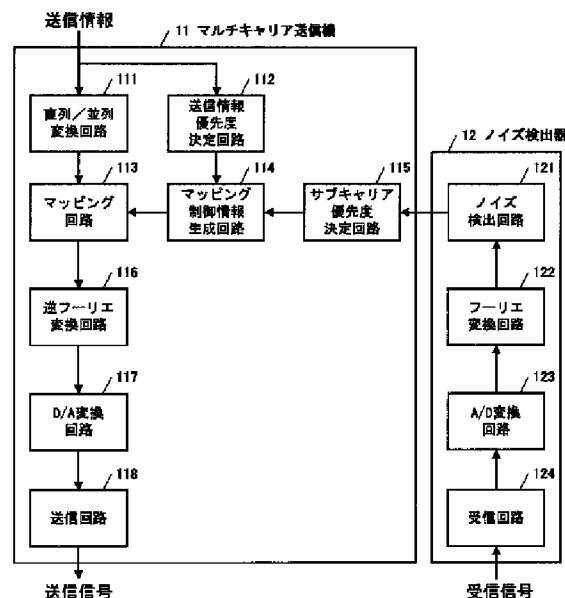 送信情報
11 マルチキャリア送信機
111
直列／並列
変換回路
112
送信情報
優先度
決定回路
12 ノイズ検出器
113
マッピング
回路
114
マッピング
制御情報
生成回路
115
サブキャリア
優先度
決定回路
121
ノイズ
検出回路
116
逆フーリエ
変換回路
122
フーリエ
変換回路
117
D/A変換
回路
123
A/D変換
回路
118
送信回路
124
受信回路
送信信号
受信信号